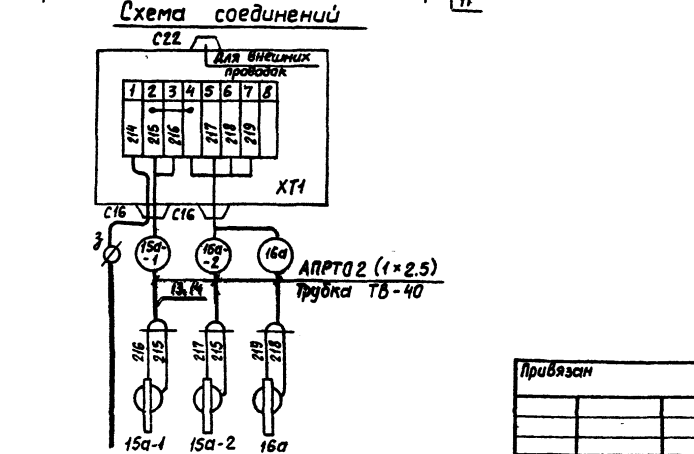 Схема соединений
С22
Для внешних
проводок
1 2 3 4 5 6 7 8
214 215 216 217 218 219
ХТ1
С16 С16
3
15а-
-1
16а-
-2
16а
АПРТО 2 (1×2.5)
13,14
Трубка ТВ-40
216 215 217 215 219 218
15а-1 15а-2 16а
Привязан